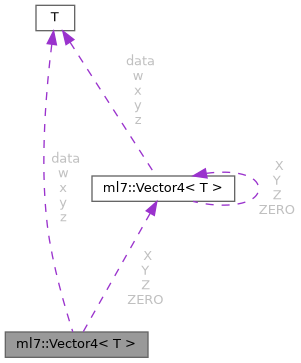 T
data
w
x
y
z
data
w
x
y
z
ml7::Vector4< T >
X
Y
Z
ZERO
X
Y
Z
ZERO
ml7::Vector4< T >